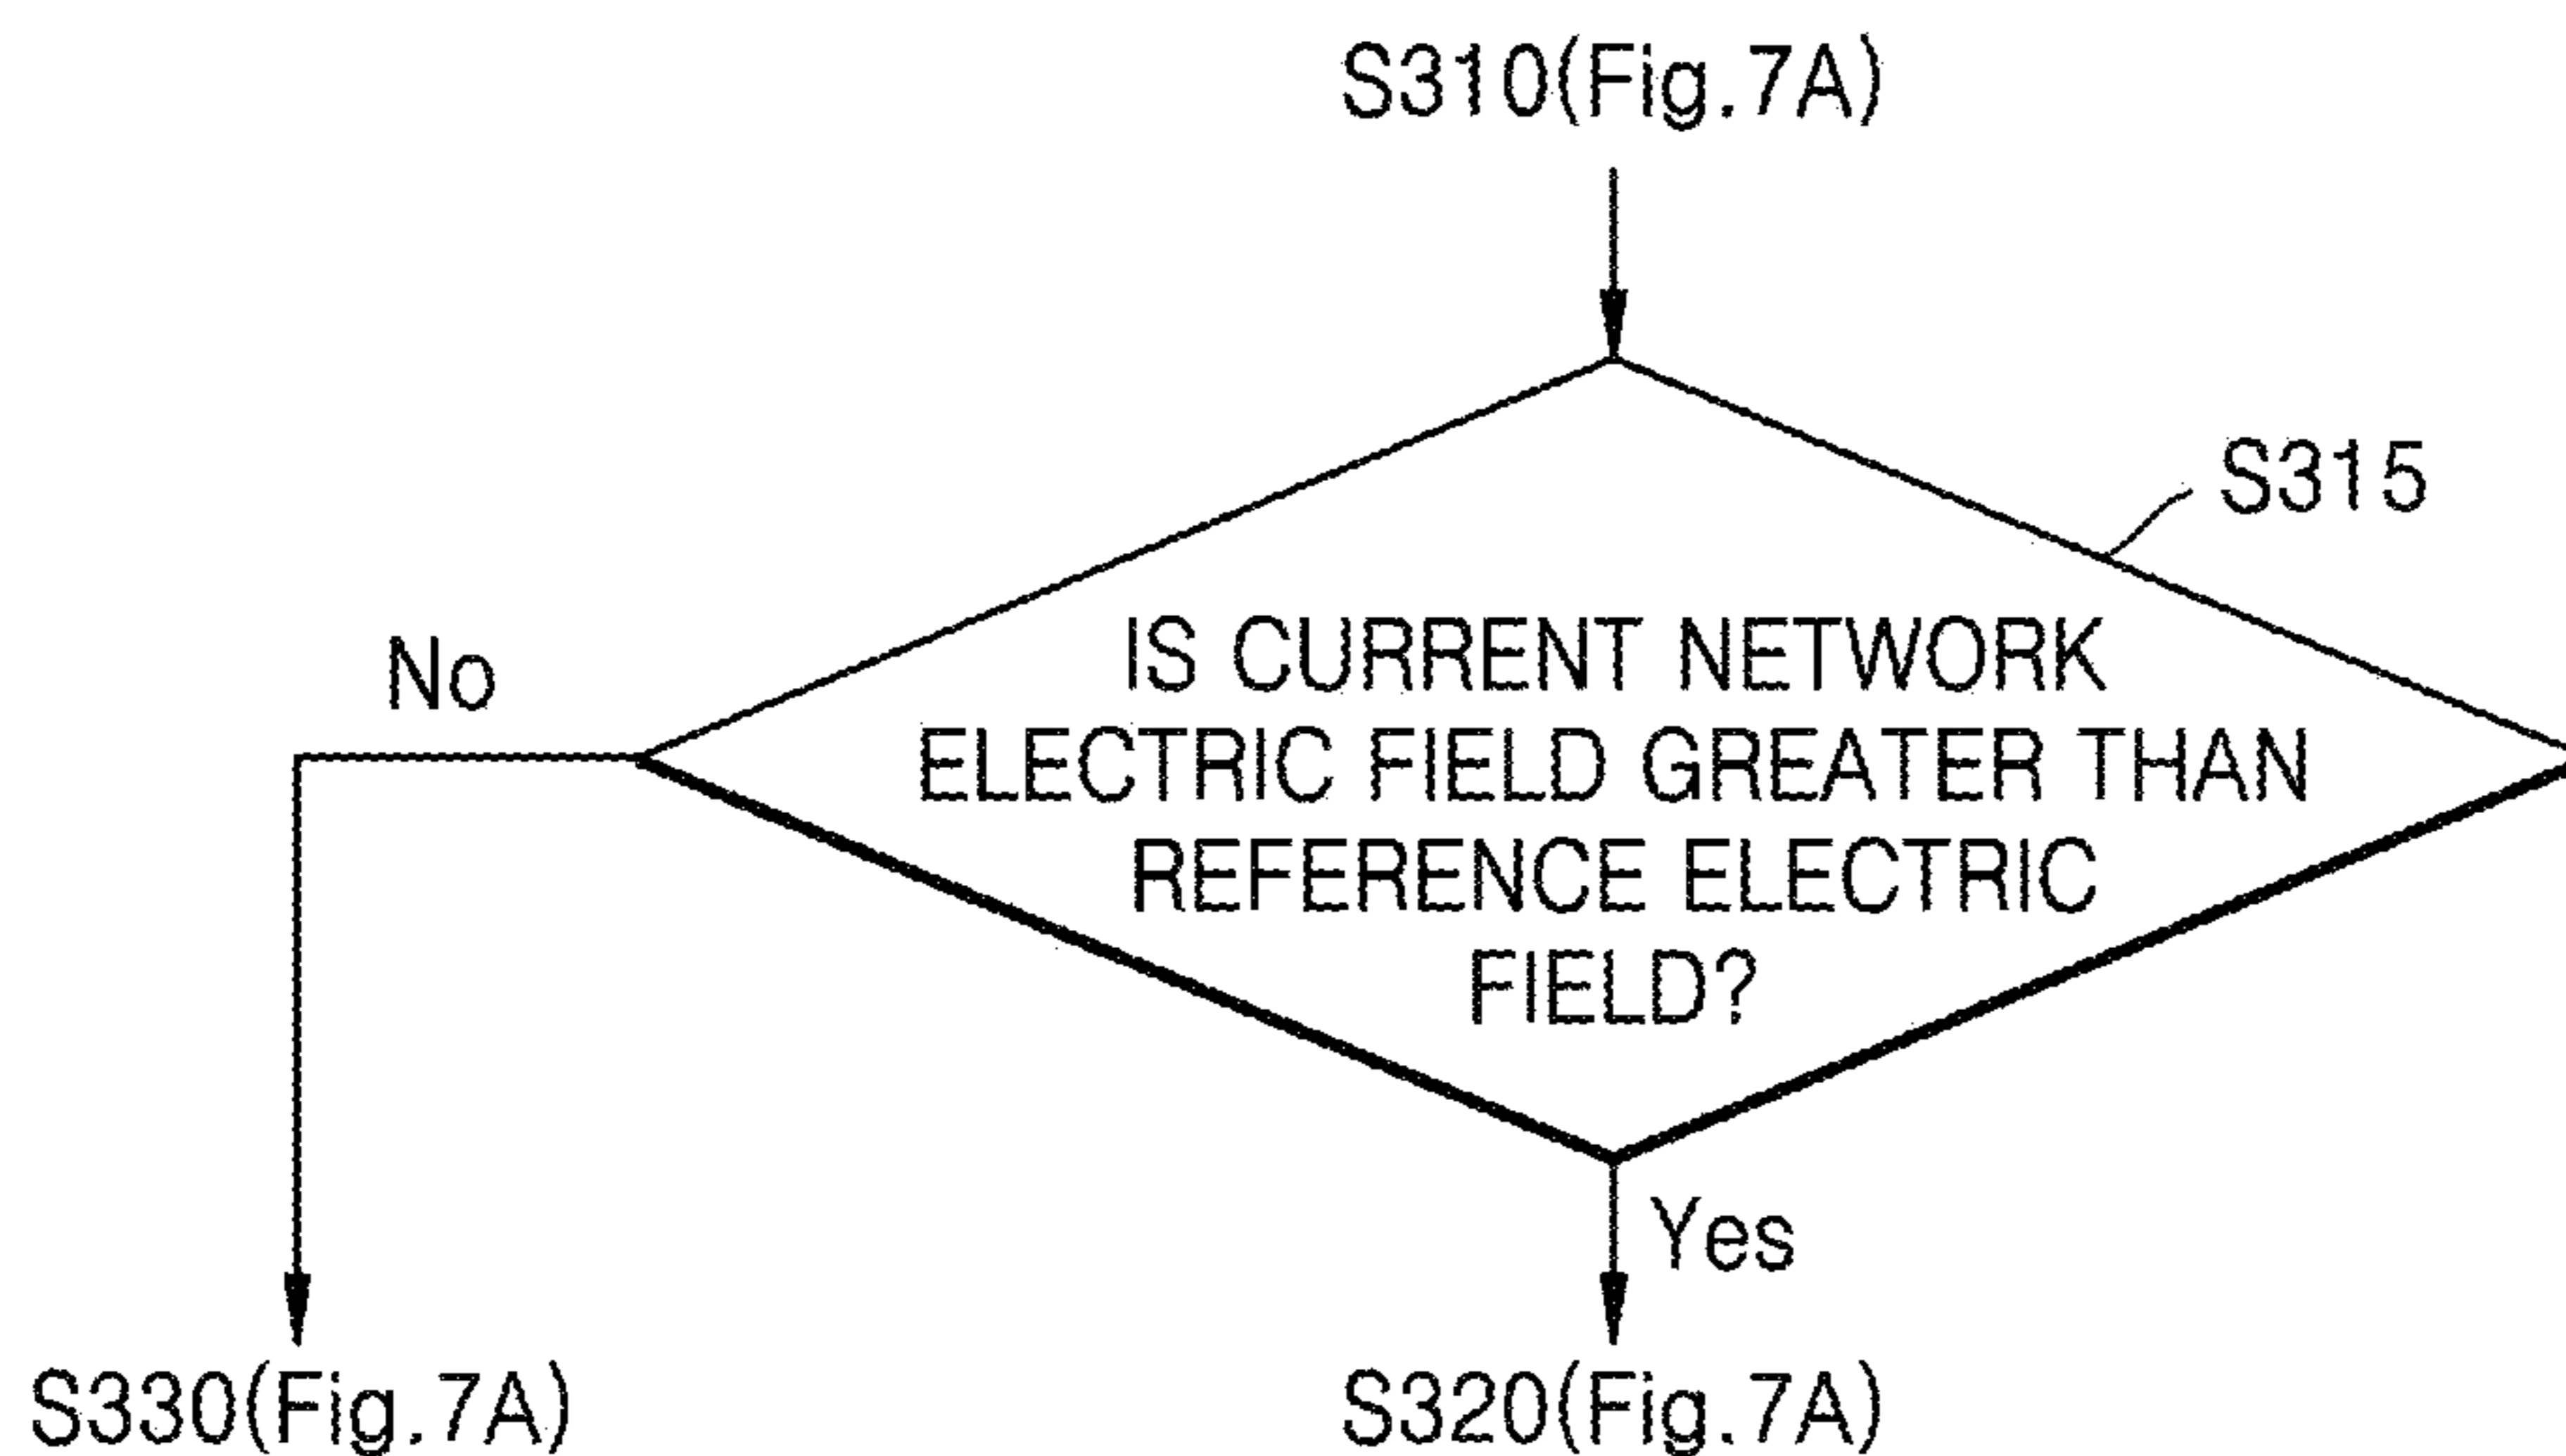 S310(Fig.7A)
S315
No
IS CURRENT NETWORK
ELECTRIC FIELD GREATER THAN
REFERENCE ELECTRIC
FIELD?
Yes
S330(Fig.7A)
S320(Fig.7A)